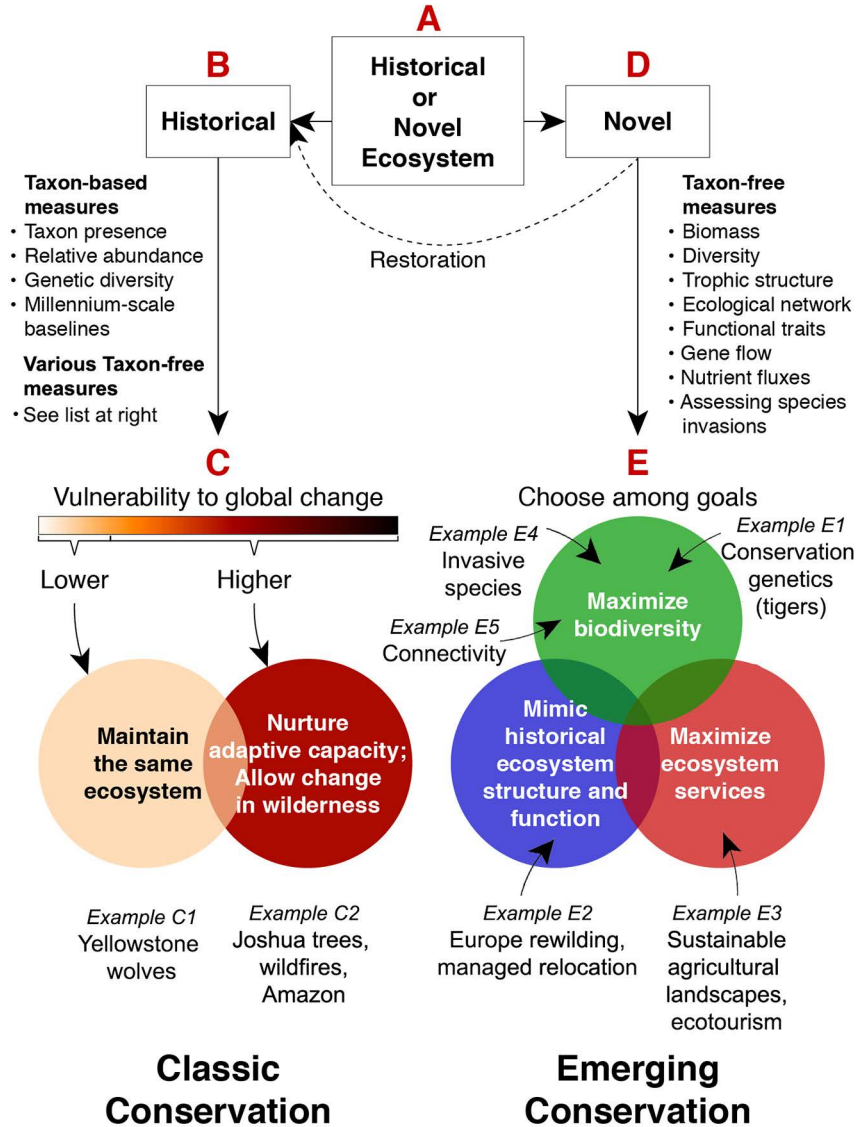 A
Historical
or
Novel
Ecosystem
B
Historical
D
Novel
Restoration
Taxon-based
measures
• Taxon presence
• Relative abundance
• Genetic diversity
• Millennium-scale
baselines
Various Taxon-free
measures
• See list at right
Taxon-free
measures
• Biomass
• Diversity
• Trophic structure
• Ecological network
• Functional traits
• Gene flow
• Nutrient fluxes
• Assessing species
invasions
C
Vulnerability to global change
Lower
Higher
Maintain
the same
ecosystem
Nurture
adaptive capacity;
Allow change
in wilderness
Example C1
Yellowstone
wolves
Example C2
Joshua trees,
wildfires,
Amazon
Classic
Conservation
E
Choose among goals
Example E4
Invasive
species
Example E1
Conservation
genetics
(tigers)
Example E5
Connectivity
Maximize
biodiversity
Mimic
historical
ecosystem
structure and
function
Maximize
ecosystem
services
Example E2
Europe rewilding,
managed relocation
Example E3
Sustainable
agricultural
landscapes,
ecotourism
Emerging
Conservation